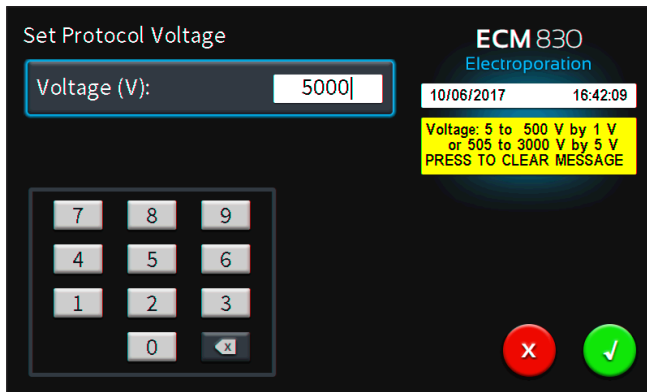 Set Protocol Voltage
Voltage (V): 5000
ECM 830
Electroporation
10/06/2017 16:42:09
Voltage: 5 to 500 V by 1 V
or 505 to 3000 V by 5 V
PRESS TO CLEAR MESSAGE
7 8 9
4 5 6
1 2 3
0 x
x